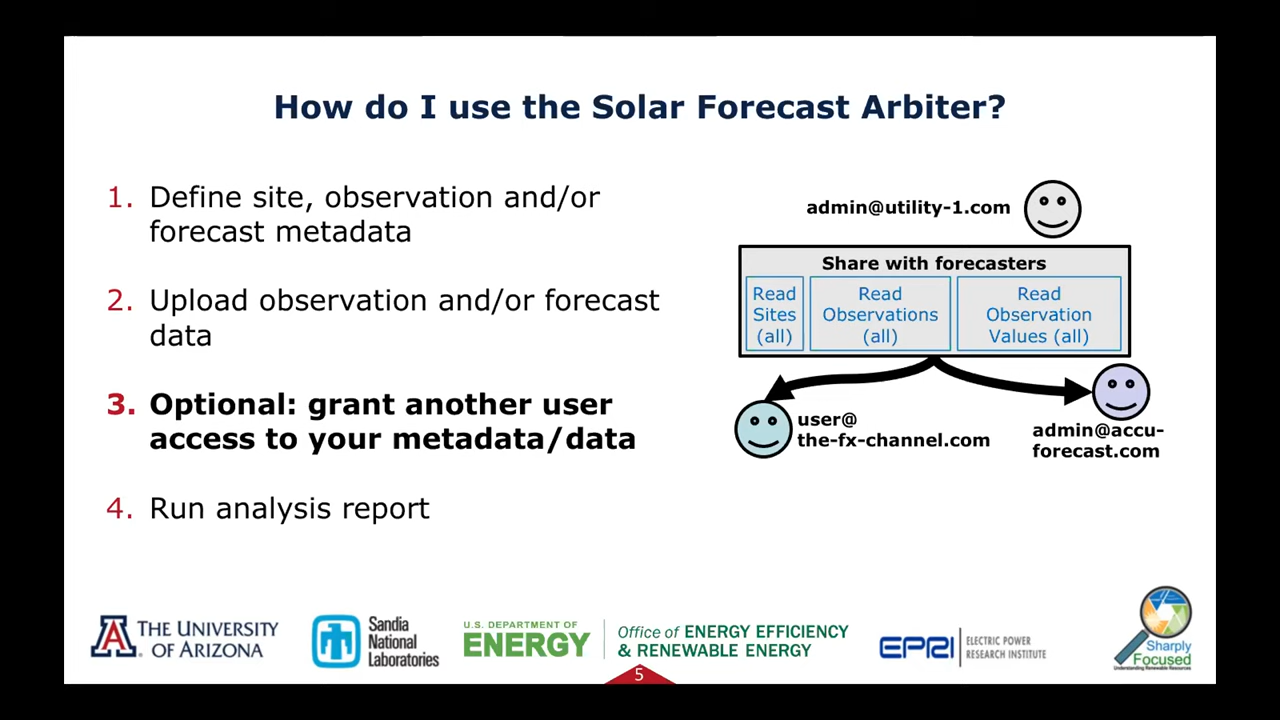 How do I use the Solar Forecast Arbiter?
1. Define site, observation and/or
forecast metadata
2. Upload observation and/or forecast
data
3. Optional: grant another user
access to your metadata/data
4. Run analysis report
admin@utility-1.com
Share with forecasters
Read
Sites
(all)
Read
Observations
(all)
Read
Observation
Values (all)
user@
the-fx-channel.com
admin@accu-
forecast.com
A
THE UNIVERSITY
OF ARIZONA
Sandia
National
Laboratories
U.S. DEPARTMENT OF
ENERGY
Office of ENERGY EFFICIENCY
& RENEWABLE ENERGY
EPRI
ELECTRIC POWER
RESEARCH INSTITUTE
Sharply
Focused
Understanding Renewable Resources
5